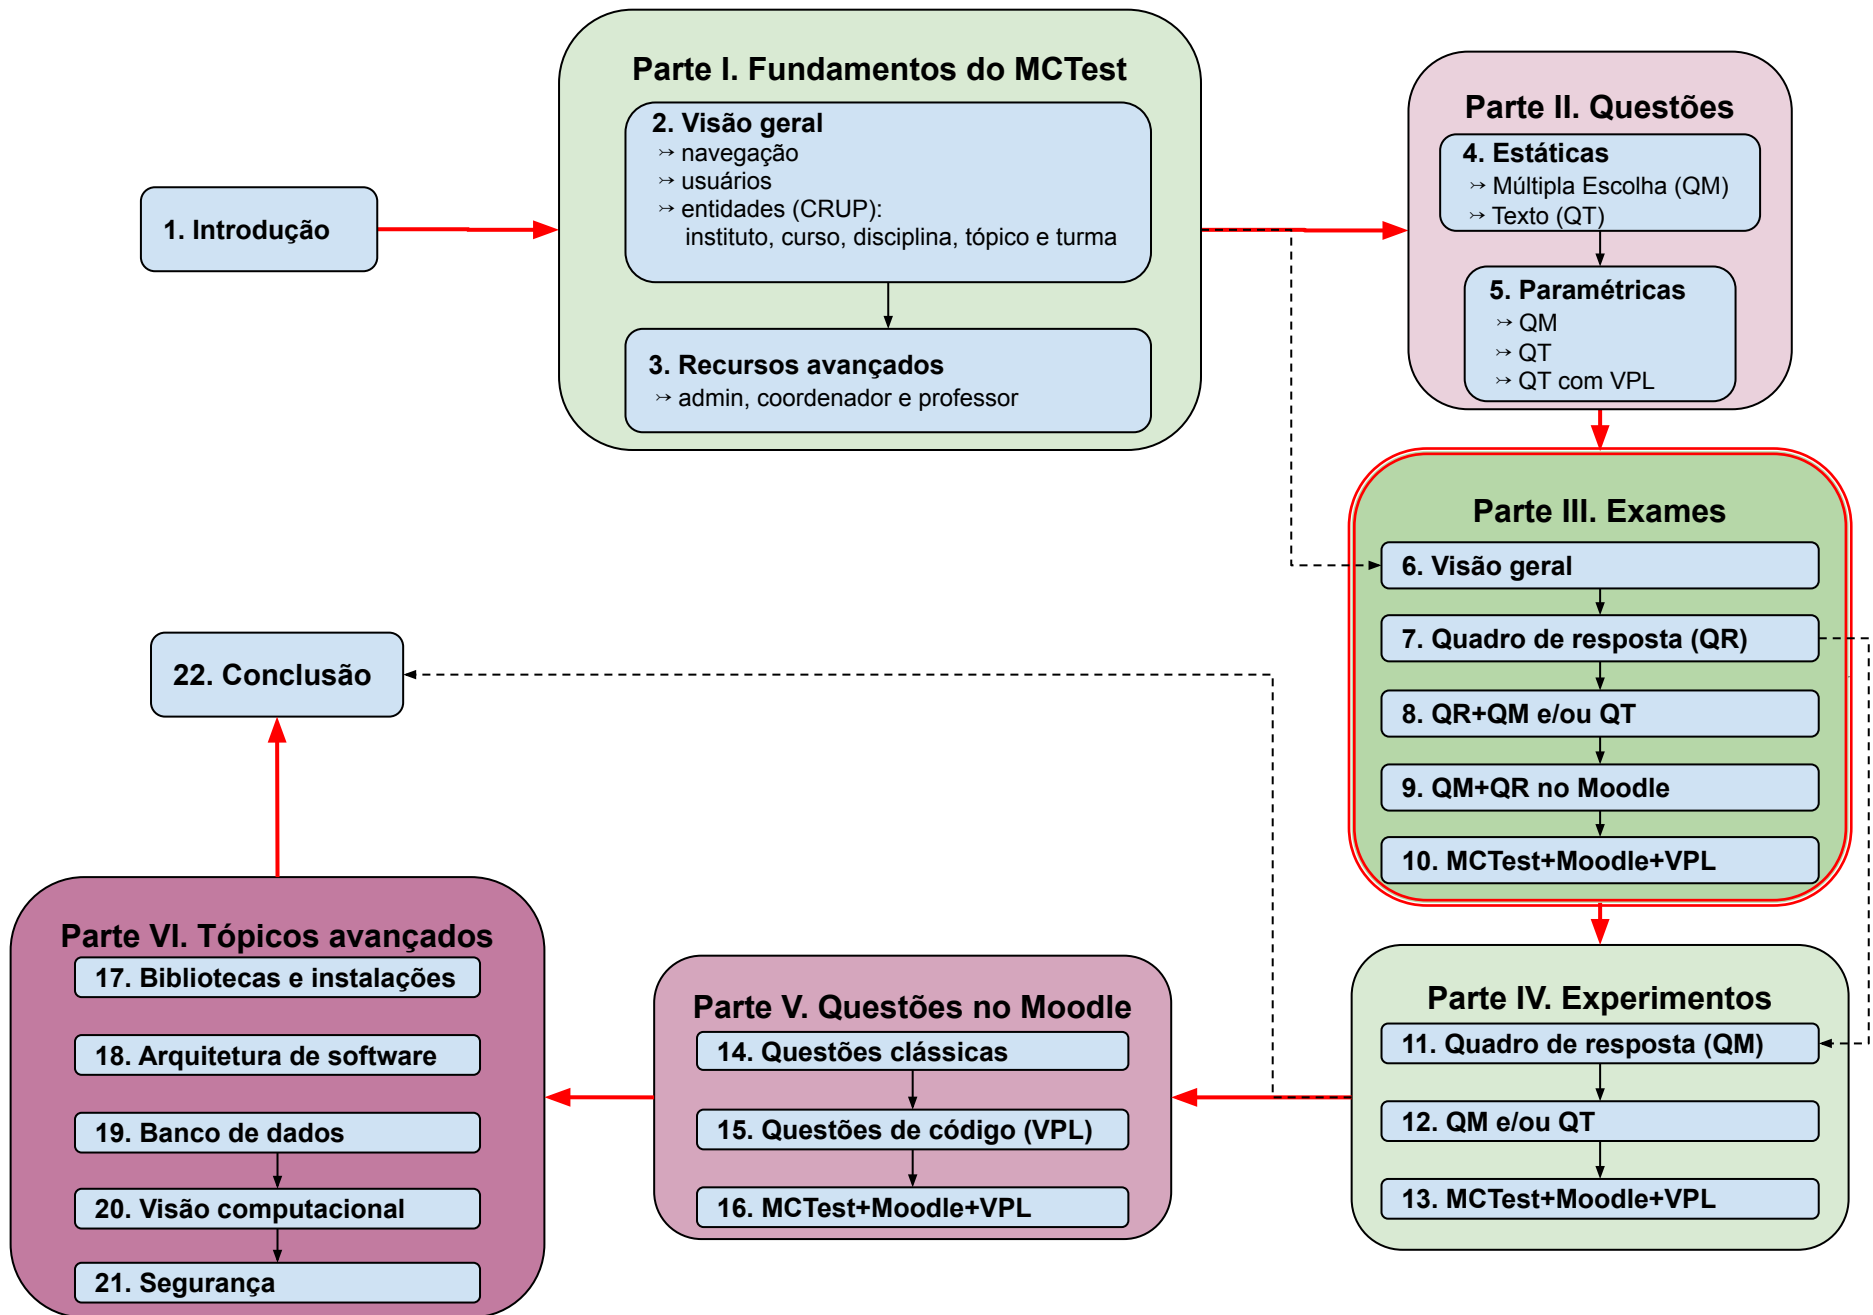 1. Introdução
Parte I. Fundamentos do MCTest
2. Visão geral
↣ navegação
↣ usuários
↣ entidades (CRUP):
instituto, curso, disciplina, tópico e turma
3. Recursos avançados
↣ admin, coordenador e professor
Parte II. Questões
4. Estáticas
↣ Múltipla Escolha (QM)
↣ Texto (QT)
5. Paramétricas
↣ QM
↣ QT
↣ QT com VPL
Parte III. Exames
6. Visão geral
7. Quadro de resposta (QR)
8. QR+QM e/ou QT
9. QM+QR no Moodle
10. MCTest+Moodle+VPL
Parte IV. Experimentos
11. Quadro de resposta (QM)
12. QM e/ou QT
13. MCTest+Moodle+VPL
Parte V. Questões no Moodle
14. Questões clássicas
15. Questões de código (VPL)
16. MCTest+Moodle+VPL
Parte VI. Tópicos avançados
17. Bibliotecas e instalações
18. Arquitetura de software
19. Banco de dados
20. Visão computacional
21. Segurança
22. Conclusão